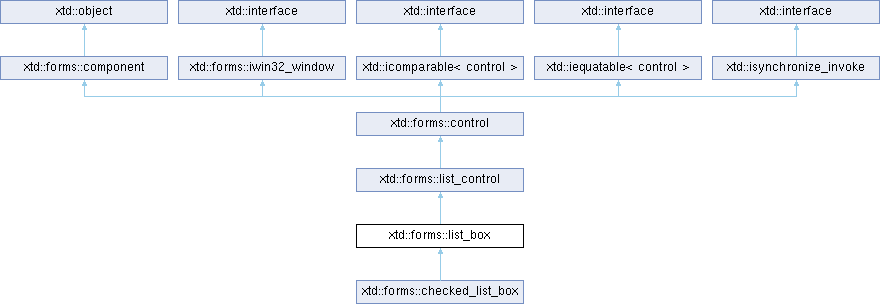 xtd::object
xtd::interface
xtd::interface
xtd::interface
xtd::interface
xtd::forms::component
xtd::forms::iwin32_window
xtd::icomparable< control >
xtd::iequatable< control >
xtd::isynchronize_invoke
xtd::forms::control
xtd::forms::list_control
xtd::forms::list_box
xtd::forms::checked_list_box